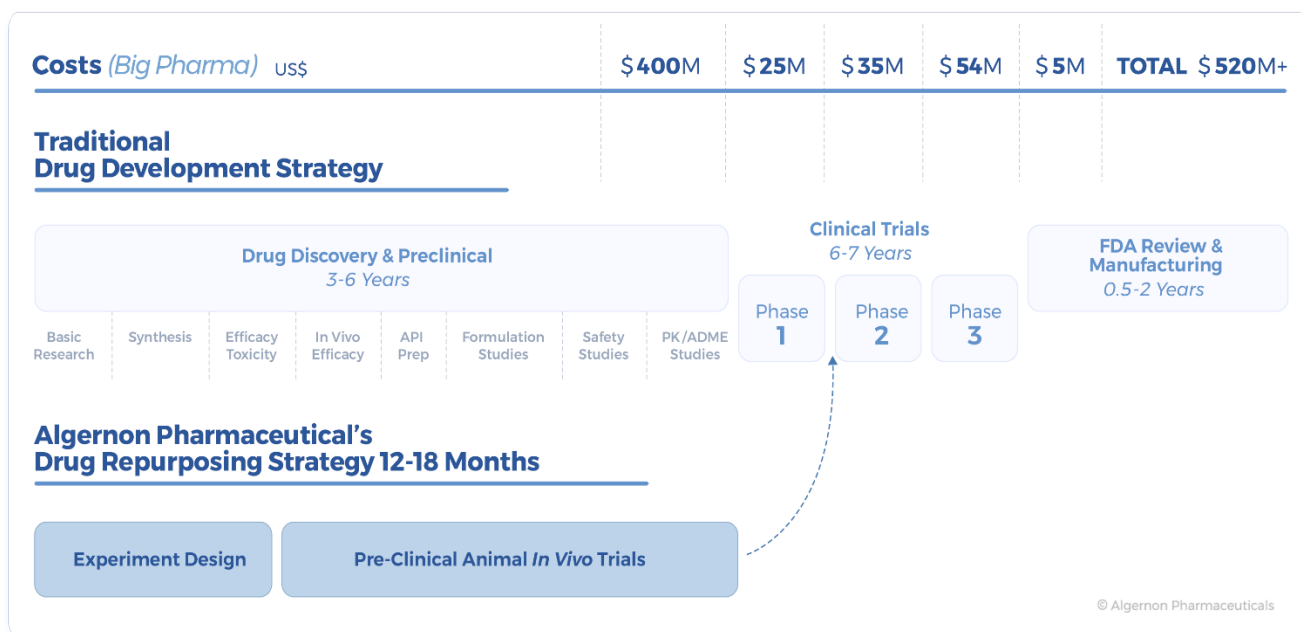 Costs (Big Pharma) US$ $400M $25M $35M $54M $5M TOTAL $520M+
Traditional
Drug Development Strategy
Drug Discovery & Preclinical
3-6 Years
Clinical Trials
6-7 Years
FDA Review &
Manufacturing
0.5-2 Years
Phase
1
Phase
2
Phase
3
Basic
Research
Synthesis
Efficacy
Toxicity
In Vivo
Efficacy
API
Prep
Formulation
Studies
Safety
Studies
PK/ADME
Studies
Algernon Pharmaceutical's
Drug Repurposing Strategy 12-18 Months
Experiment Design
Pre-Clinical Animal In Vivo Trials
© Algernon Pharmaceuticals